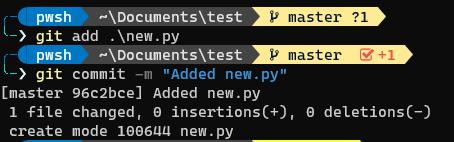 pwsh ~\Documents\test master ?1
❯ git add .\new.py
pwsh ~\Documents\test master +1
❯ git commit -m "Added new.py"
[master 96c2bce] Added new.py
1 file changed, 0 insertions(+), 0 deletions(-)
create mode 100644 new.py